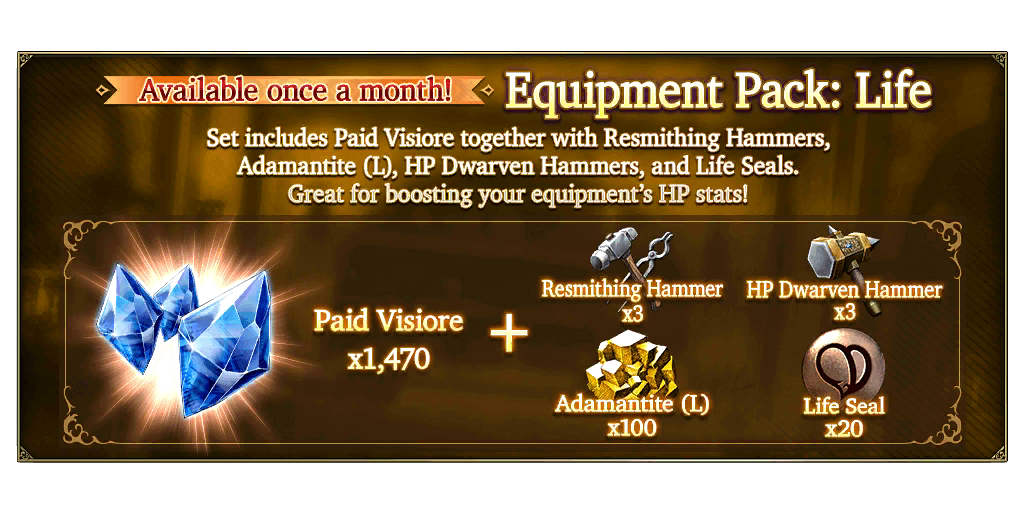 Available once a month!
Equipment Pack: Life
Set includes Paid Visiore together with Resmithing Hammers,
Adamantite (L), HP Dwarven Hammers, and Life Seals.
Great for boosting your equipment's HP stats!
Paid Visiore
x1,470
+
Resmithing Hammer
x3
HP Dwarven Hammer
x3
Adamantite (L)
x100
Life Seal
x20